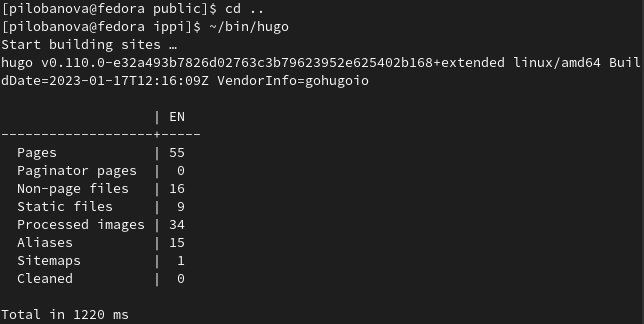 [pilobanova@fedora public]$ cd ..
[pilobanova@fedora ippi]$ ~/bin/hugo
Start building sites …
hugo v0.110.0-e32a493b7826d02763c3b79623952e625402b168+extended linux/amd64 Buil
dDate=2023-01-17T12:16:09Z VendorInfo=gohugoio
                   | EN
-------------------+-----
  Pages            | 55
  Paginator pages  |  0
  Non-page files   | 16
  Static files     |  9
  Processed images | 34
  Aliases          | 15
  Sitemaps         |  1
  Cleaned          |  0
Total in 1220 ms